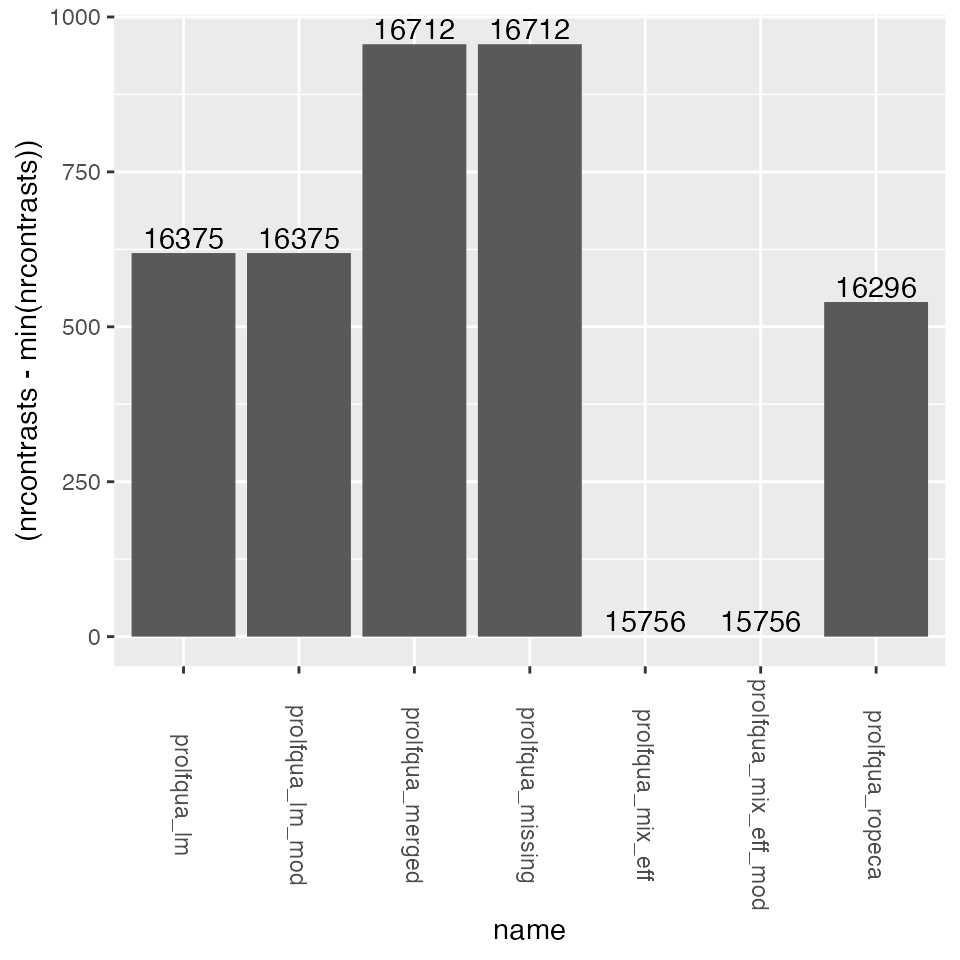 1000
750
500
250
0
(nrcontrasts - min(nrcontrasts))
16375
16375
16712
16712
15756
15756
16296
prolfqua_lm
prolfqua_lm_mod
prolfqua_merged
prolfqua_missing
prolfqua_mix_eff
prolfqua_mix_eff_mod
prolfqua_ropeca
name